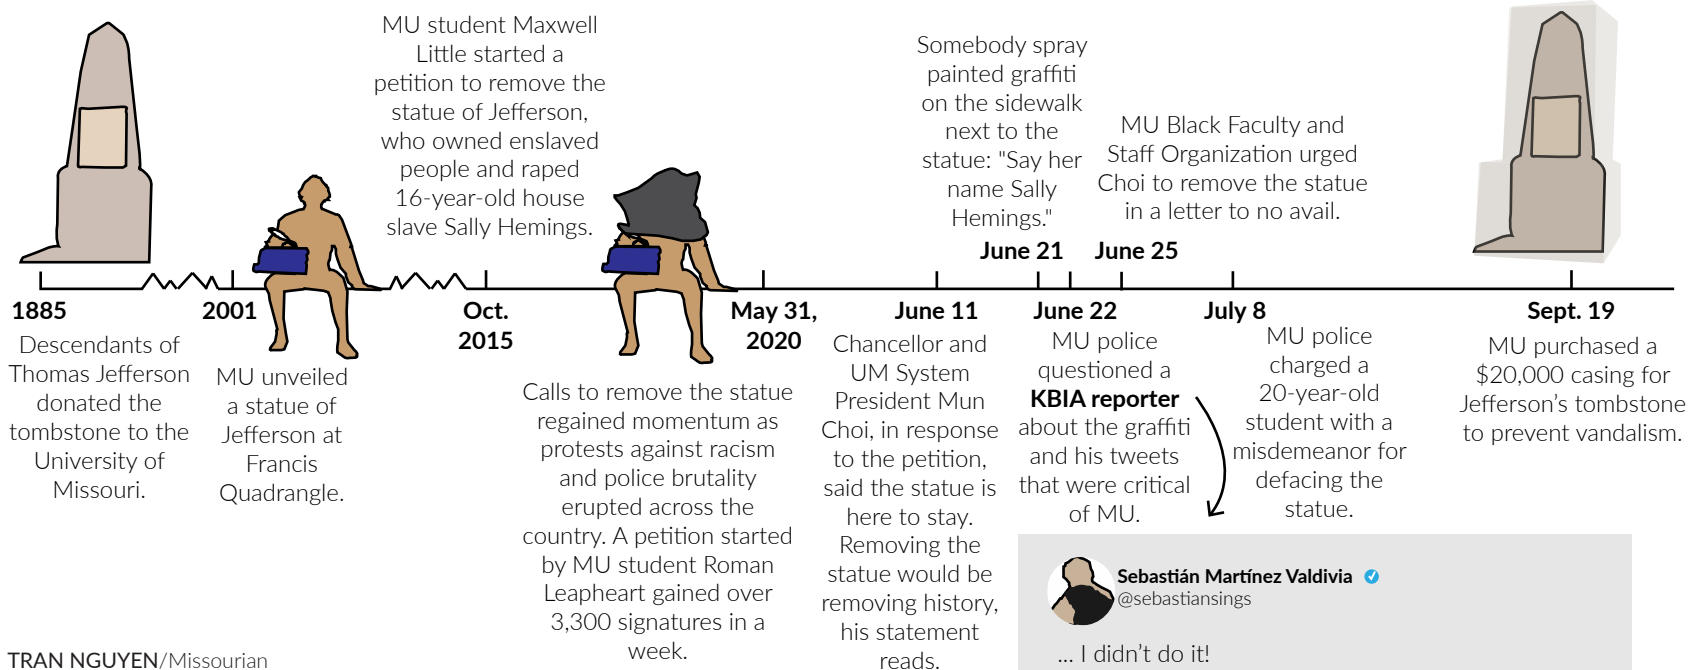 1885
Descendants of
Thomas Jefferson
donated the
tombstone to the
University of
Missouri.
2001
MU unveiled
a statue of
Jefferson at
Francis
Quadrangle.
MU student Maxwell
Little started a
petition to remove the
statue of Jefferson,
who owned enslaved
people and raped
16-year-old house
slave Sally Hemings.
Oct.
2015
May 31,
2020
Calls to remove the statue
regained momentum as
protests against racism
and police brutality
erupted across the
country. A petition started
by MU student Roman
Leapheart gained over
3,300 signatures in a
week.
June 11
Chancellor and
UM System
President Mun
Choi, in response
to the petition,
said the statue is
here to stay.
Removing the
statue would be
removing history,
his statement
reads.
Somebody spray
painted graffiti
on the sidewalk
next to the
statue: "Say her
name Sally
Hemings."
June 21
June 22
MU police
questioned a
KBIA reporter
about the graffiti
and his tweets
that were critical
of MU.
MU Black Faculty and
Staff Organization urged
Choi to remove the statue
in a letter to no avail.
June 25
July 8
MU police
charged a
20-year-old
student with a
misdemeanor for
defacing the
statue.
Sept. 19
MU purchased a
$20,000 casing for
Jefferson’s tombstone
to prevent vandalism.
Sebastián Martínez Valdivia
@sebastiansings
... I didn’t do it!
TRAN NGUYEN/Missourian